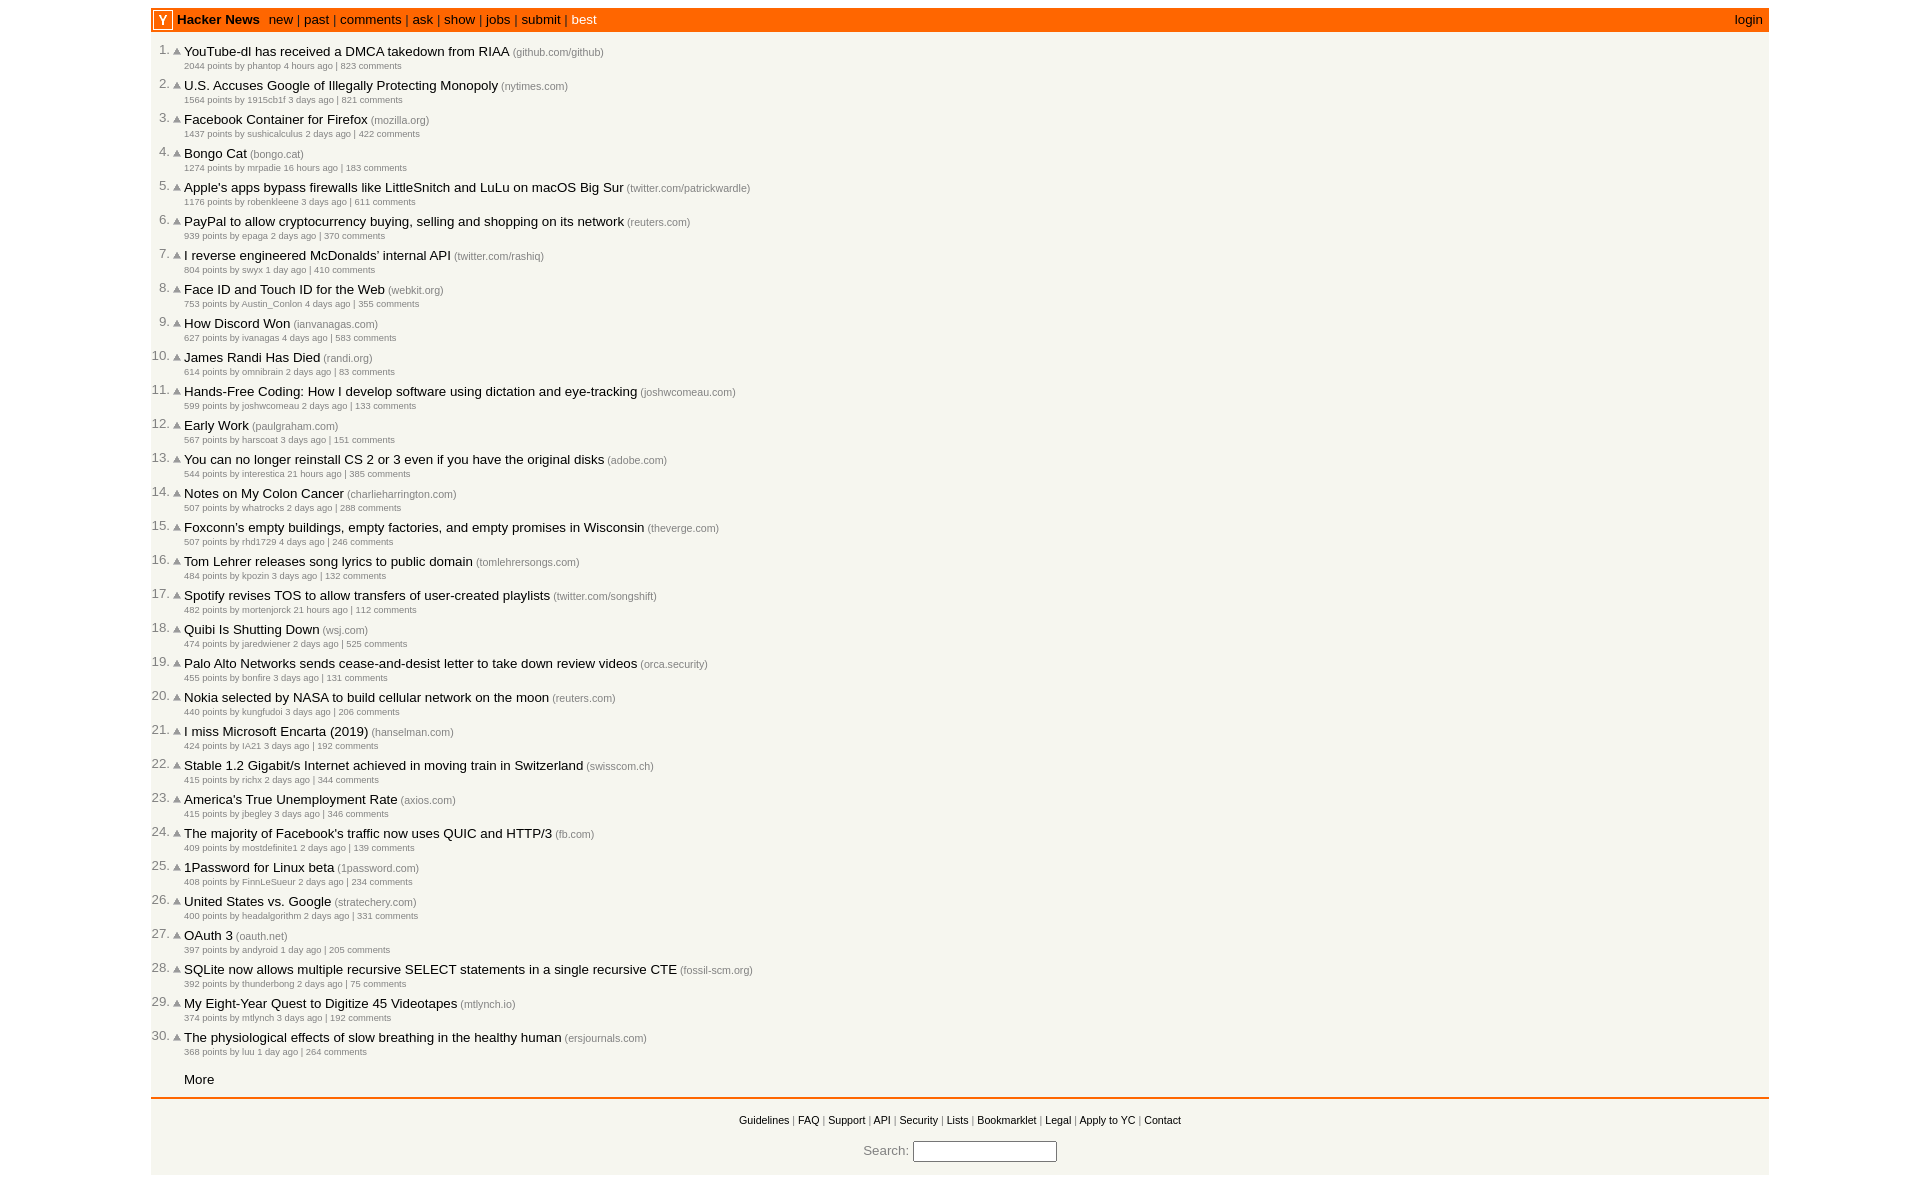 Y Hacker News new | past | comments | ask | show | jobs | submit | best login
1. YouTube-dl has received a DMCA takedown from RIAA (github.com/github)
2044 points by phantop 4 hours ago | 823 comments
2. U.S. Accuses Google of Illegally Protecting Monopoly (nytimes.com)
1564 points by 1915cb1f 3 days ago | 821 comments
3. Facebook Container for Firefox (mozilla.org)
1437 points by sushicalculus 2 days ago | 422 comments
4. Bongo Cat (bongo.cat)
1274 points by mrpadie 16 hours ago | 183 comments
5. Apple's apps bypass firewalls like LittleSnitch and LuLu on macOS Big Sur (twitter.com/patrickwardle)
1176 points by robenkleene 3 days ago | 611 comments
6. PayPal to allow cryptocurrency buying, selling and shopping on its network (reuters.com)
939 points by epaga 2 days ago | 370 comments
7. I reverse engineered McDonalds' internal API (twitter.com/rashiq)
804 points by swyx 1 day ago | 410 comments
8. Face ID and Touch ID for the Web (webkit.org)
753 points by Austin_Conlon 4 days ago | 355 comments
9. How Discord Won (ianvanagas.com)
627 points by ivanagas 4 days ago | 583 comments
10. James Randi Has Died (randi.org)
614 points by omnibrain 2 days ago | 83 comments
11. Hands-Free Coding: How I develop software using dictation and eye-tracking (joshwcomeau.com)
599 points by joshwcomeau 2 days ago | 133 comments
12. Early Work (paulgraham.com)
567 points by harscoat 3 days ago | 151 comments
13. You can no longer reinstall CS 2 or 3 even if you have the original disks (adobe.com)
544 points by interestica 21 hours ago | 385 comments
14. Notes on My Colon Cancer (charlieharrington.com)
507 points by whatrocks 2 days ago | 288 comments
15. Foxconn's empty buildings, empty factories, and empty promises in Wisconsin (theverge.com)
507 points by rhd1729 4 days ago | 246 comments
16. Tom Lehrer releases song lyrics to public domain (tomlehrersongs.com)
484 points by kpozin 3 days ago | 132 comments
17. Spotify revises TOS to allow transfers of user-created playlists (twitter.com/songshift)
482 points by mortenjorck 21 hours ago | 112 comments
18. Quibi Is Shutting Down (wsj.com)
474 points by jaredwiener 2 days ago | 525 comments
19. Palo Alto Networks sends cease-and-desist letter to take down review videos (orca.security)
455 points by bonfire 3 days ago | 131 comments
20. Nokia selected by NASA to build cellular network on the moon (reuters.com)
440 points by kungfudoi 3 days ago | 206 comments
21. I miss Microsoft Encarta (2019) (hanselman.com)
424 points by IA21 3 days ago | 192 comments
22. Stable 1.2 Gigabit/s Internet achieved in moving train in Switzerland (swisscom.ch)
415 points by richx 2 days ago | 344 comments
23. America's True Unemployment Rate (axios.com)
415 points by jbegley 3 days ago | 346 comments
24. The majority of Facebook's traffic now uses QUIC and HTTP/3 (fb.com)
409 points by mostdefinite1 2 days ago | 139 comments
25. 1Password for Linux beta (1password.com)
408 points by FinnLeSueur 2 days ago | 234 comments
26. United States vs. Google (stratechery.com)
400 points by headalgorithm 2 days ago | 331 comments
27. OAuth 3 (oauth.net)
397 points by andyroid 1 day ago | 205 comments
28. SQLite now allows multiple recursive SELECT statements in a single recursive CTE (fossil-scm.org)
392 points by thunderbong 2 days ago | 75 comments
29. My Eight-Year Quest to Digitize 45 Videotapes (mtlynch.io)
374 points by mtlynch 3 days ago | 192 comments
30. The physiological effects of slow breathing in the healthy human (ersjournals.com)
368 points by luu 1 day ago | 264 comments
More
Guidelines | FAQ | Support | API | Security | Lists | Bookmarklet | Legal | Apply to YC | Contact
Search: